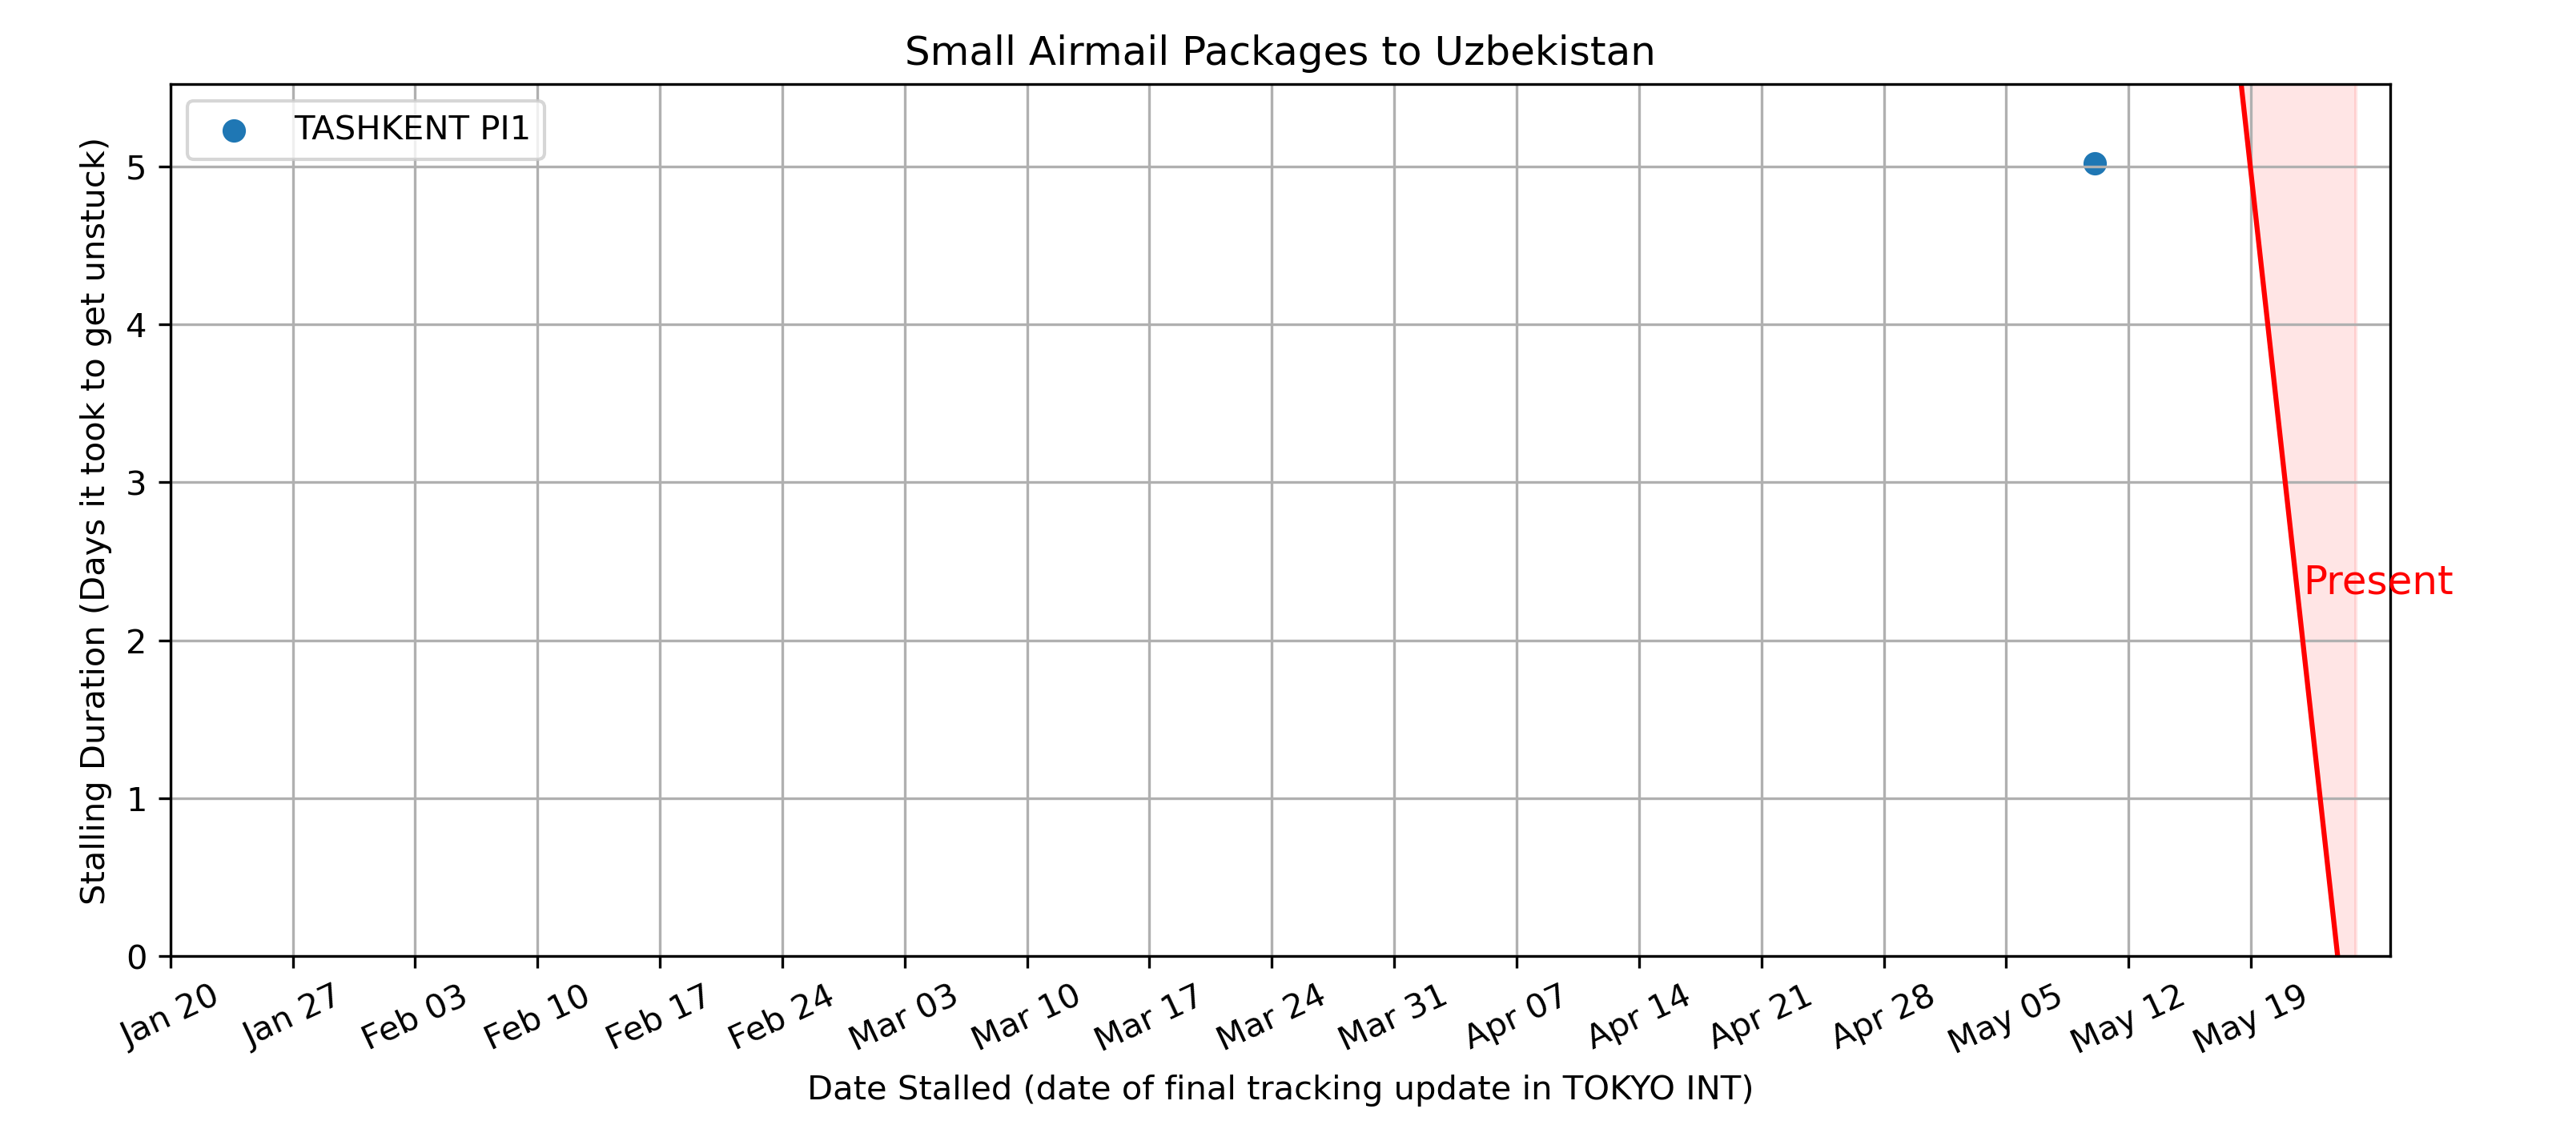 Small Airmail Packages to Uzbekistan
TASHKENT PI1
Stalling Duration (Days it took to get unstuck)
5
4
3
2
1
0
Present
Jan 20
Jan 27
Feb 03
Feb 10
Feb 17
Feb 24
Mar 03
Mar 10
Mar 17
Mar 24
Mar 31
Apr 07
Apr 14
Apr 21
Apr 28
May 05
May 12
May 19
Date Stalled (date of final tracking update in TOKYO INT)